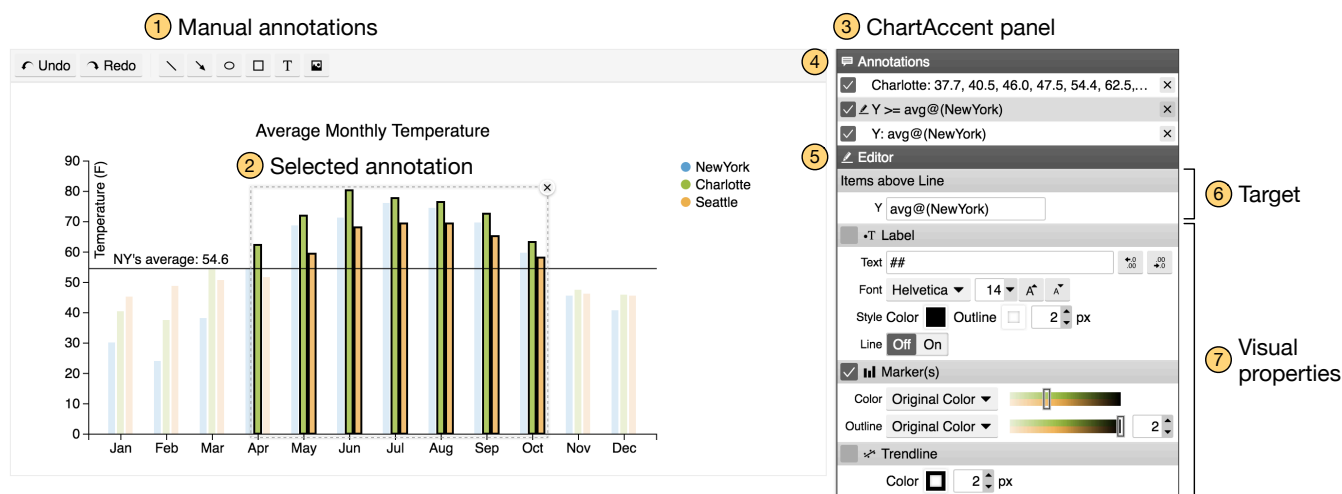 1 Manual annotations
3 ChartAccent panel
Undo Redo T
4 Annotations
Charlotte: 37.7, 40.5, 46.0, 47.5, 54.4, 62.5,...
Y >= avg@(NewYork)
Y: avg@(NewYork)
5 Editor
Items above Line
Y avg@(NewYork)
6 Target
T Label
Text ## .0 .00 .00 .0
Font Helvetica 14 A A
Style Color Outline 2 px
Line Off On
Marker(s)
Color Original Color
Outline Original Color 2
Trendline
Color 2 px
7 Visual
properties
Average Monthly Temperature
2 Selected annotation
NewYork
Charlotte
Seattle
Temperature (F)
90
80
70
60
50
40
30
20
10
0
NY's average: 54.6
Jan Feb Mar Apr May Jun Jul Aug Sep Oct Nov Dec